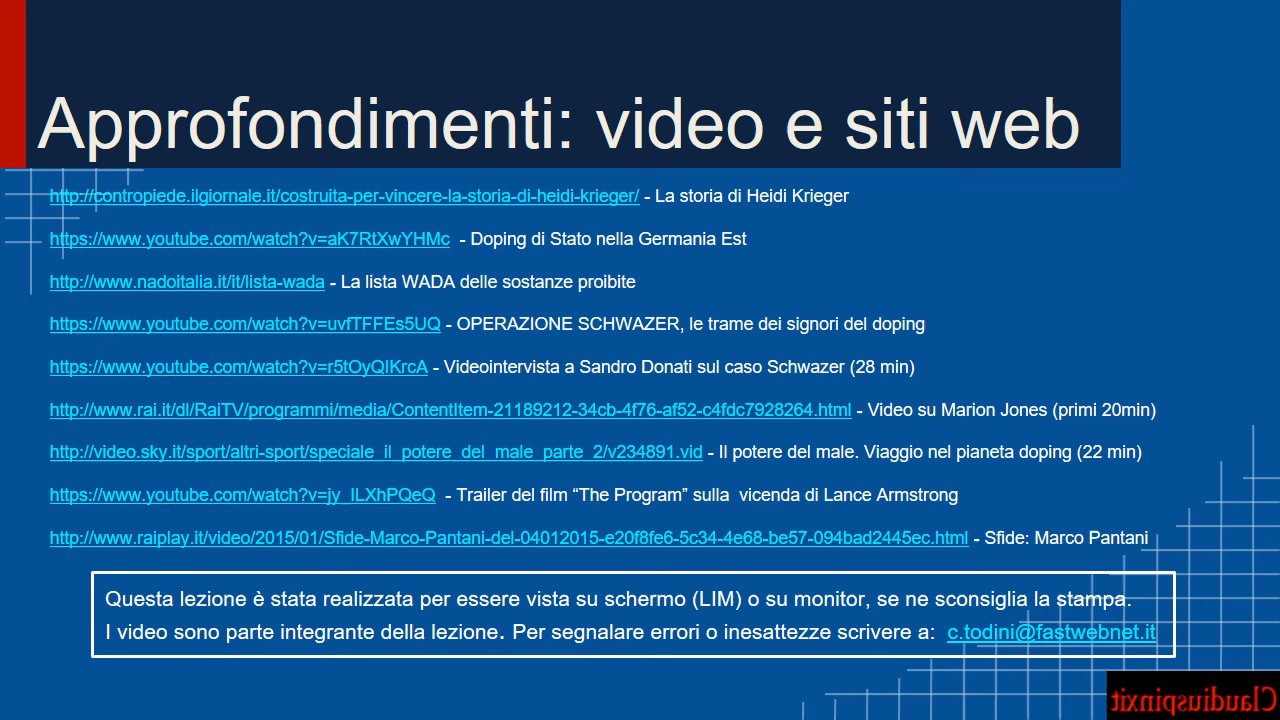 Approfondimenti: video e siti web
http://contropiede.ilgiornale.it/costruita-per-vincere-la-storia-di-heidi-krieger/ - La storia di Heidi Krieger
https://www.youtube.com/watch?v=aK7RtXwYHMc - Doping di Stato nella Germania Est
http://www.nadoitalia.it/it/lista-wada - La lista WADA delle sostanze proibite
https://www.youtube.com/watch?v=uvfTFFEs5UQ - OPERAZIONE SCHWAZER, le trame dei signori del doping
https://www.youtube.com/watch?v=r5tOyQIKrcA - Videointervista a Sandro Donati sul caso Schwazer (28 min)
http://www.rai.it/dl/RaiTV/programmi/media/ContentItem-21189212-34cb-4f76-af52-c4fdc7928264.html - Video su Marion Jones (primi 20min)
http://video.sky.it/sport/altri-sport/speciale_il_potere_del_male_parte_2/v234891.vid - Il potere del male. Viaggio nel pianeta doping (22 min)
https://www.youtube.com/watch?v=jy_ILXhPQeQ - Trailer del film “The Program” sulla vicenda di Lance Armstrong
http://www.raiplay.it/video/2015/01/Sfide-Marco-Pantani-del-04012015-e20f8fe6-5c34-4e68-be57-094bad2445ec.html - Sfide: Marco Pantani
Questa lezione è stata realizzata per essere vista su schermo (LIM) o su monitor, se ne sconsiglia la stampa.
I video sono parte integrante della lezione. Per segnalare errori o inesattezze scrivere a: c.todini@fastwebnet.it
Claudiuspinxit